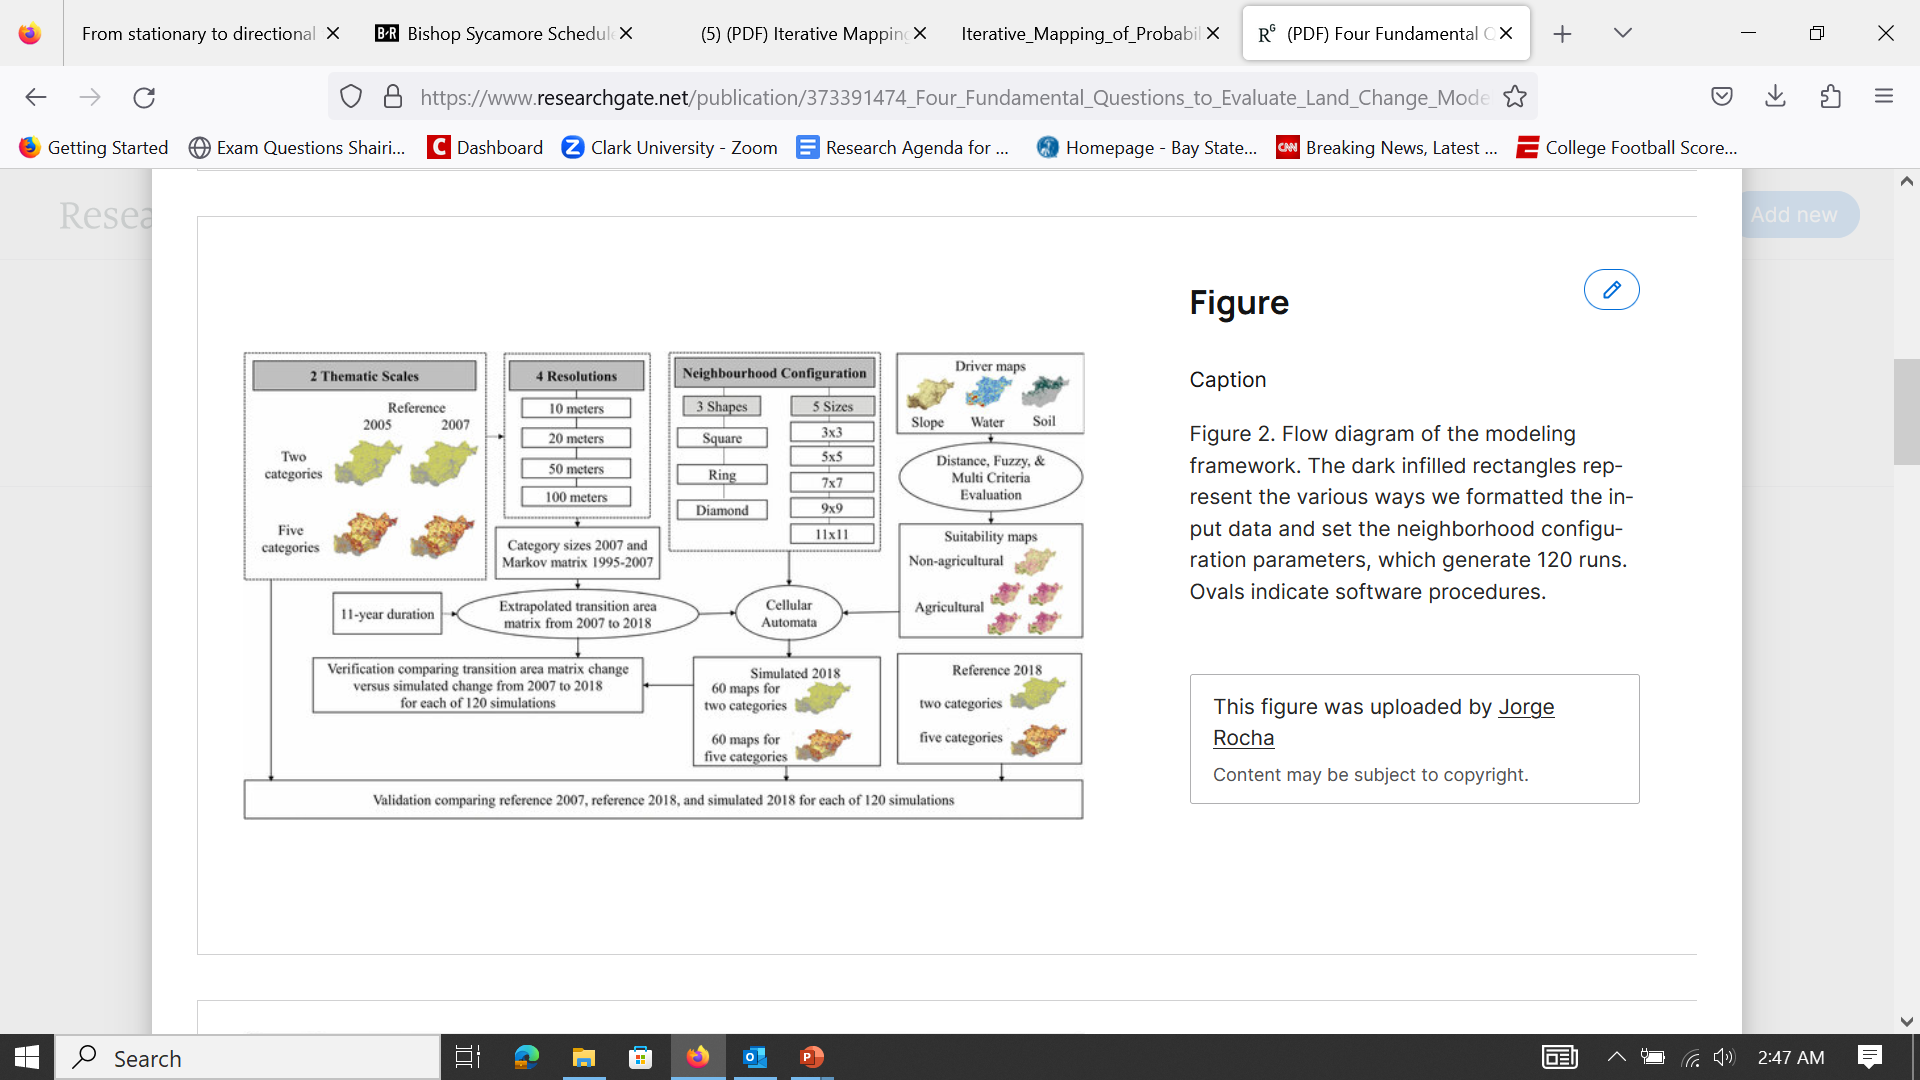 From stationary to directional
Bishop Sycamore Schedul
(5) (PDF) Iterative Mapping
Iterative_Mapping_of_Probabil
(PDF) Four Fundamental Q
https://www.researchgate.net/publication/373391474_Four_Fundamental_Questions_to_Evaluate_Land_Change_Mode
Getting Started
Exam Questions Shairi...
Dashboard
Clark University - Zoom
Research Agenda for ...
Homepage - Bay State...
Breaking News, Latest ...
College Football Score...
Resea
Add new
2 Thematic Scales
Reference
2005 2007
Two
categories
Five
categories
4 Resolutions
10 meters
20 meters
50 meters
100 meters
Category sizes 2007 and
Markov matrix 1995-2007
Neighbourhood Configuration
3 Shapes
Square
Ring
Diamond
5 Sizes
3x3
5x5
7x7
9x9
11x11
Driver maps
Slope Water Soil
Distance, Fuzzy, &
Multi Criteria
Evaluation
Suitability maps
Non-agricultural
Agricultural
11-year duration
Extrapolated transition area
matrix from 2007 to 2018
Cellular
Automata
Verification comparing transition area matrix change
versus simulated change from 2007 to 2018
for each of 120 simulations
Simulated 2018
60 maps for
two categories
60 maps for
five categories
Reference 2018
two categories
five categories
Validation comparing reference 2007, reference 2018, and simulated 2018 for each of 120 simulations
Figure
Caption
Figure 2. Flow diagram of the modeling
framework. The dark infilled rectangles rep-
resent the various ways we formatted the in-
put data and set the neighborhood configu-
ration parameters, which generate 120 runs.
Ovals indicate software procedures.
This figure was uploaded by Jorge
Rocha
Content may be subject to copyright.
Search
2:47 AM